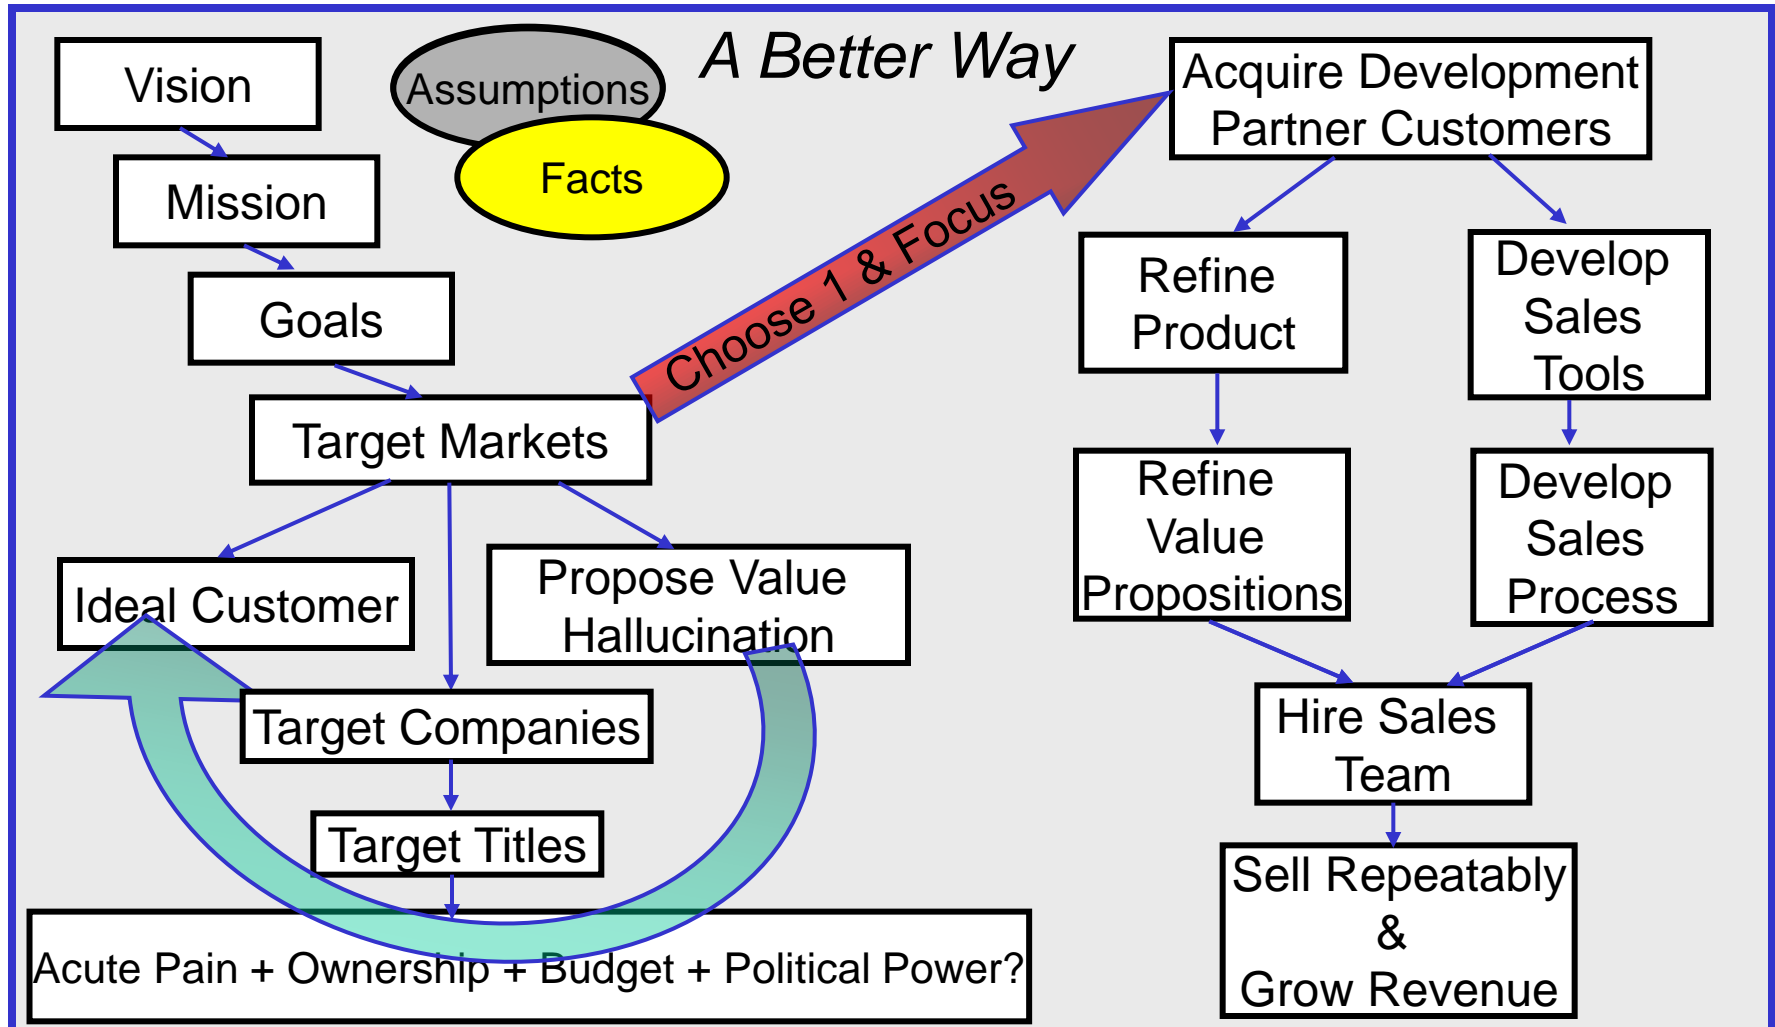 A Better Way
Vision
Mission
Goals
Assumptions
Facts
Target Markets
Choose 1 & Focus
Ideal Customer
Propose Value
Hallucination
Target Companies
Target Titles
Acute Pain + Ownership + Budget + Political Power?
Acquire Development
Partner Customers
Refine
Product
Develop
Sales
Tools
Refine
Value
Propositions
Develop
Sales
Process
Hire Sales
Team
Sell Repeatably
&
Grow Revenue